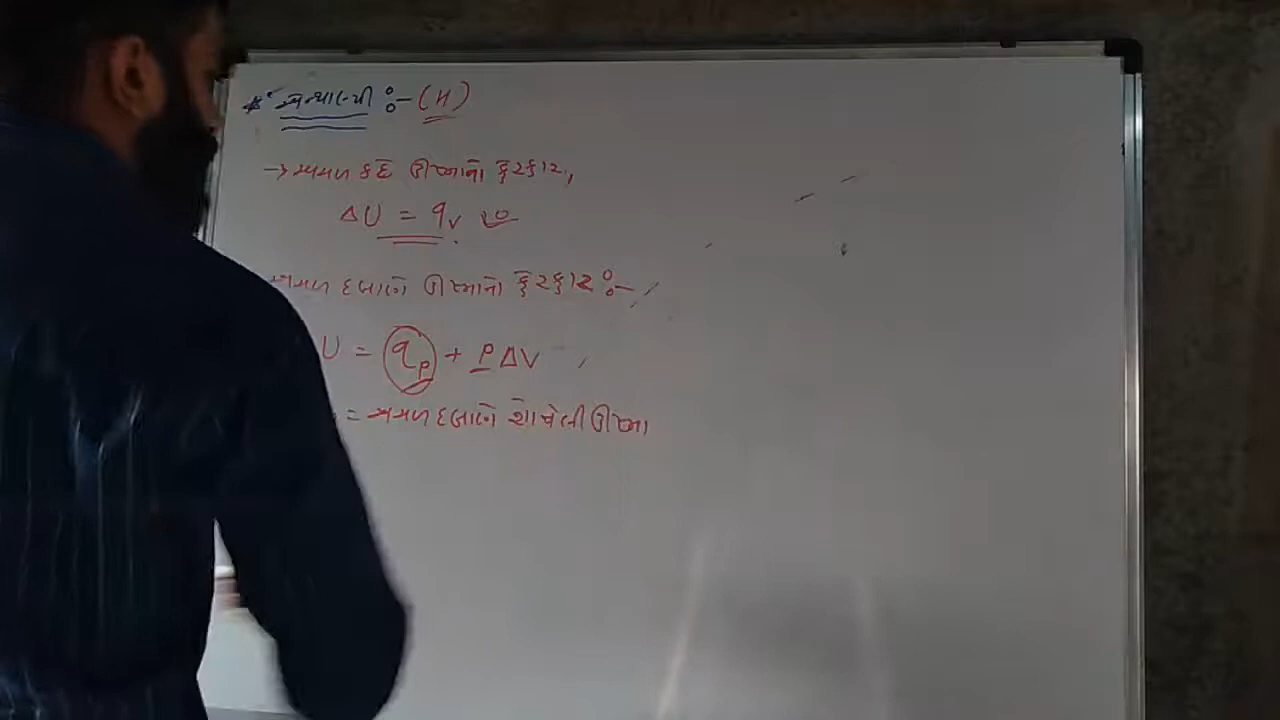 * એન્થાલ્પી :- (H)
→ અચળ કદે ઊષ્માનો ફેરફાર,
ΔU = qv
અચળ દબાણે ઊષ્માનો ફેરફાર :-
U = qp + PΔV
= અચળ દબાણે શોષેલી ઊષ્મા